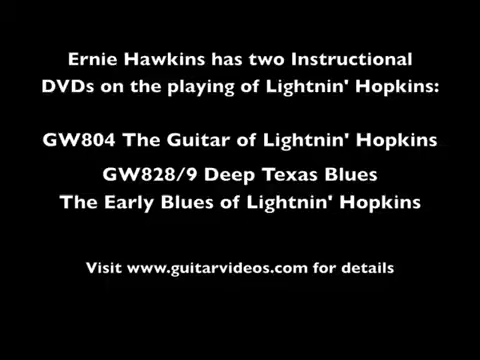 Ernie Hawkins has two Instructional
DVDs on the playing of Lightnin' Hopkins:
GW804 The Guitar of Lightnin' Hopkins
GW828/9 Deep Texas Blues
The Early Blues of Lightnin' Hopkins
Visit www.guitarvideos.com for details